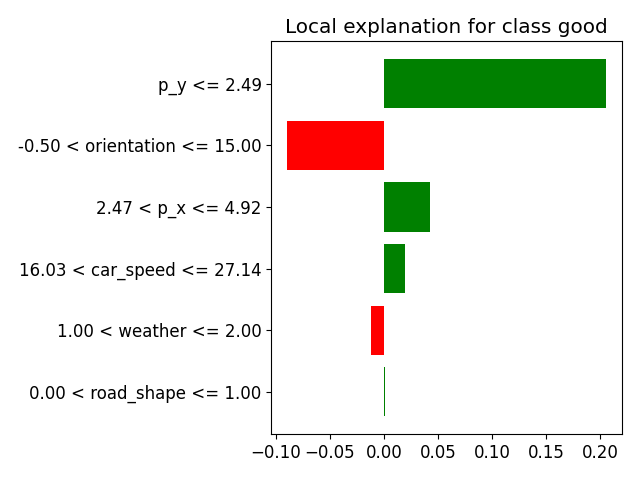 Local explanation for class good
p_y <= 2.49
-0.50 < orientation <= 15.00
2.47 < p_x <= 4.92
16.03 < car_speed <= 27.14
1.00 < weather <= 2.00
0.00 < road_shape <= 1.00
−0.10 −0.05 0.00 0.05 0.10 0.15 0.20